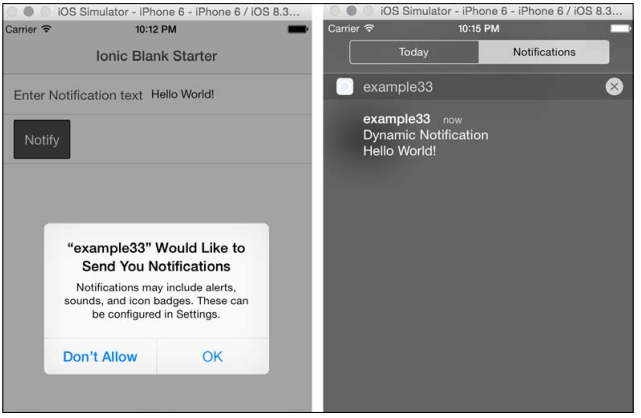 iOS Simulator - iPhone 6 - iPhone 6 / iOS 8.3...
Carrier 10:12 PM
Ionic Blank Starter
Enter Notification text Hello World!
Notify
“example33” Would Like to
Send You Notifications
Notifications may include alerts,
sounds, and icon badges. These can
be configured in Settings.
Don't Allow OK
iOS Simulator - iPhone 6 - iPhone 6 / iOS 8.3...
Carrier 10:15 PM
Today Notifications
example33
example33 now
Dynamic Notification
Hello World!